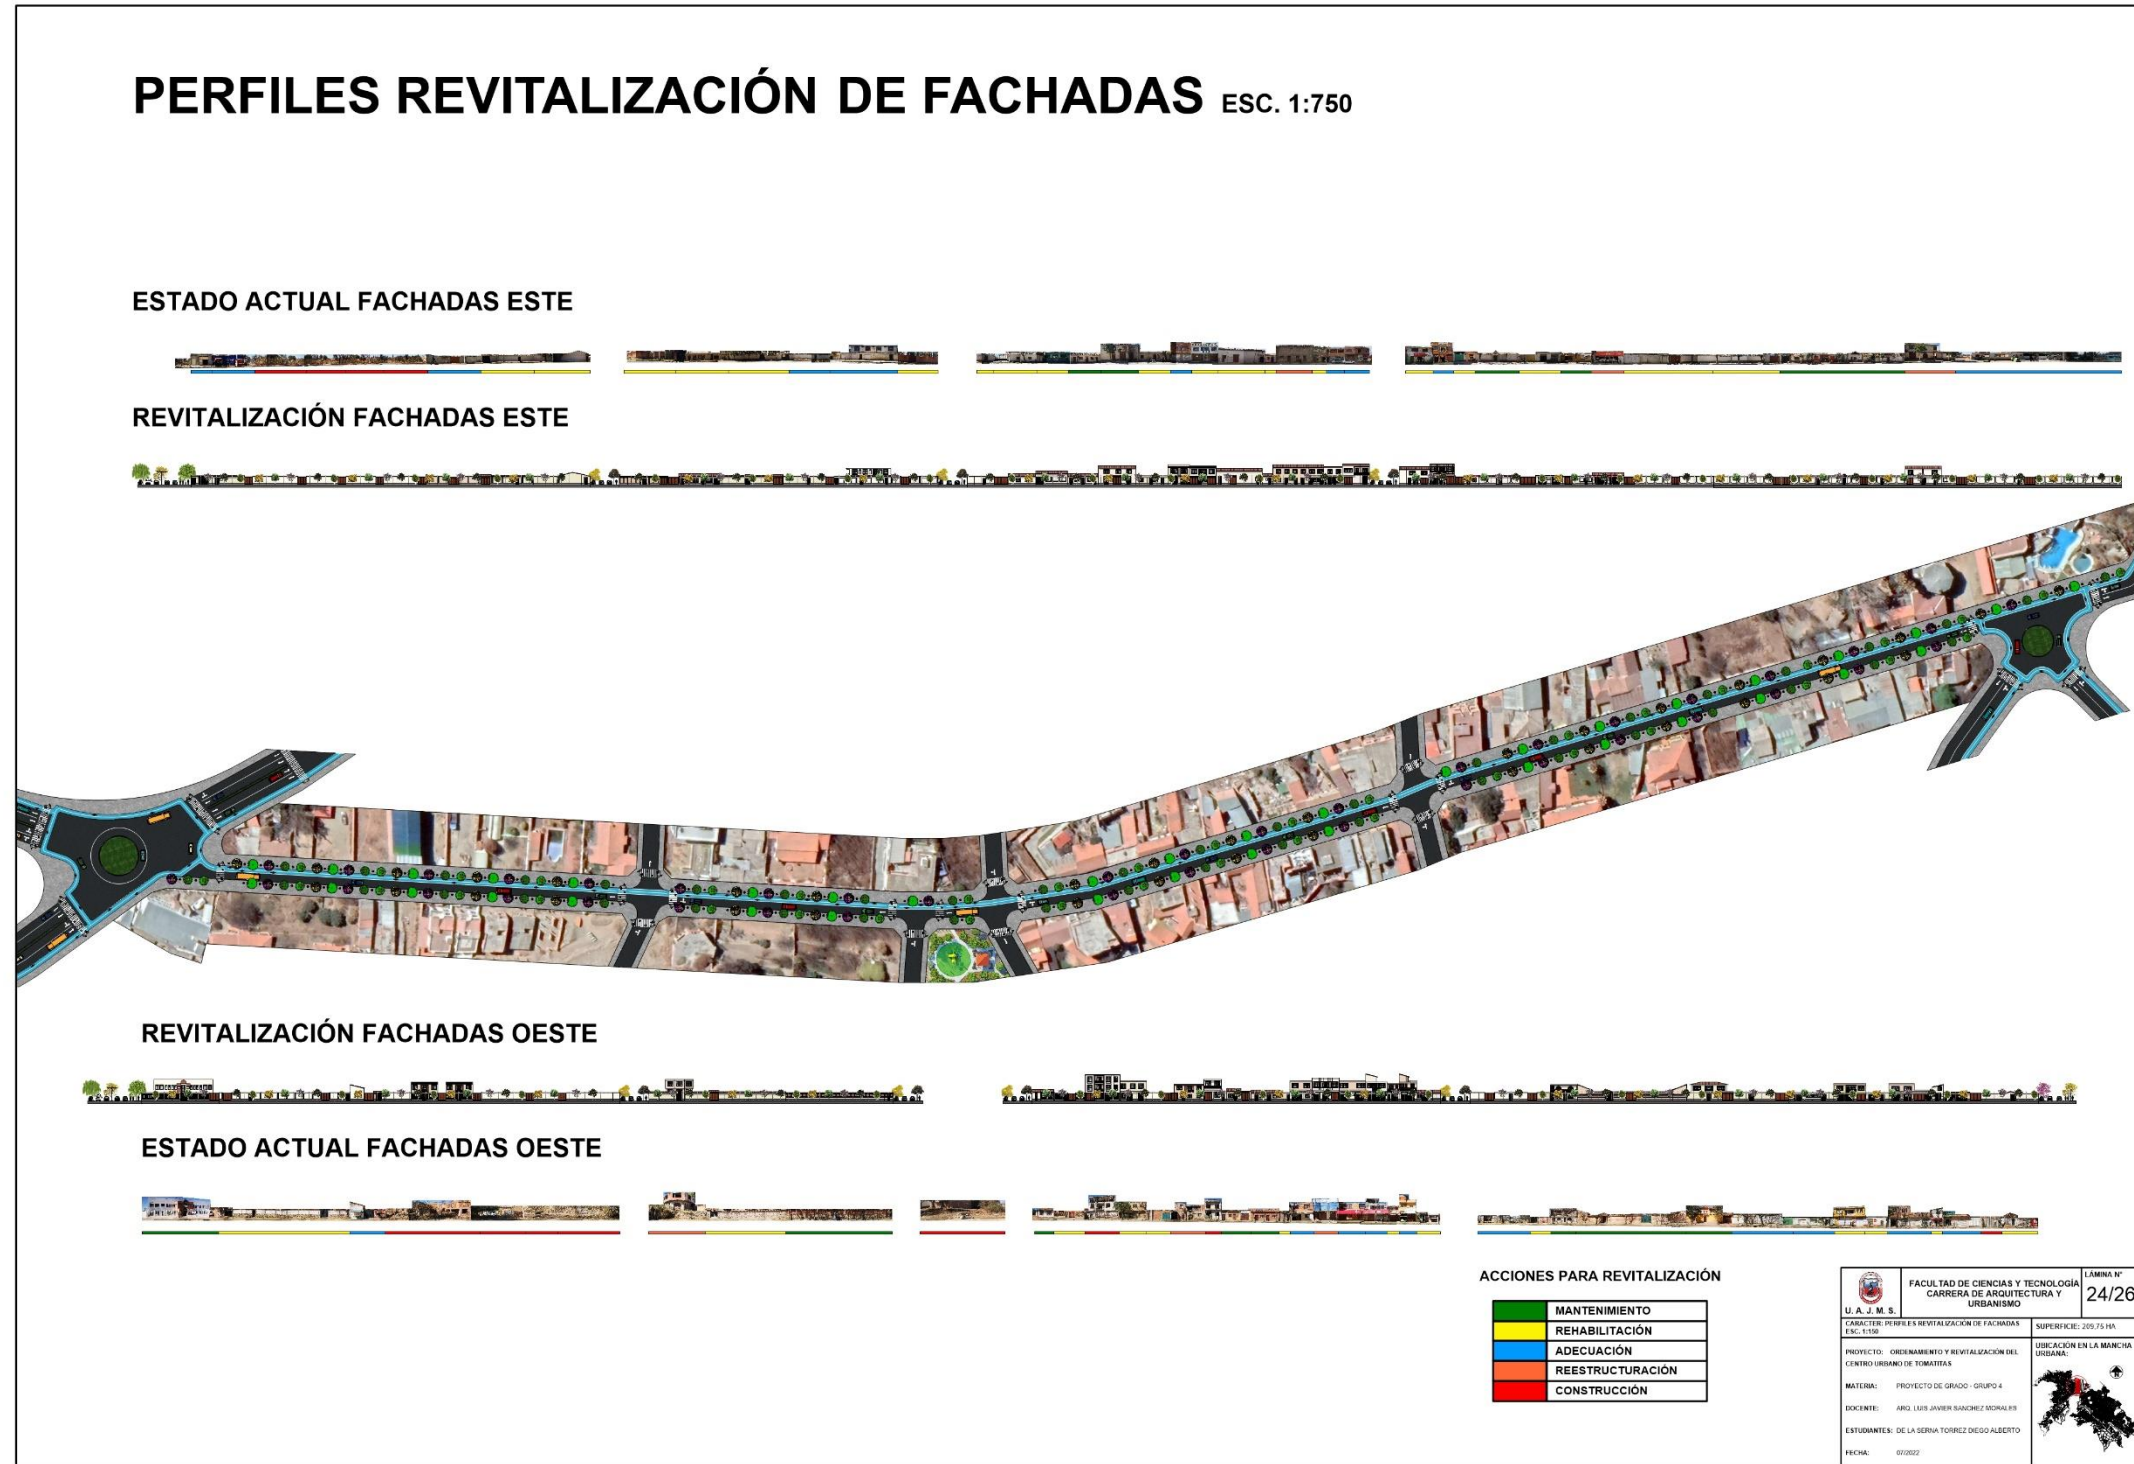 PERFILES REVITALIZACIÓN DE FACHADAS ESC. 1:750
ESTADO ACTUAL FACHADAS ESTE
REVITALIZACIÓN FACHADAS ESTE
REVITALIZACIÓN FACHADAS OESTE
ESTADO ACTUAL FACHADAS OESTE
ACCIONES PARA REVITALIZACIÓN
MANTENIMIENTO
REHABILITACIÓN
ADECUACIÓN
REESTRUCTURACIÓN
CONSTRUCCIÓN
U. A. J. M. S.
FACULTAD DE CIENCIAS Y TECNOLOGÍA
CARRERA DE ARQUITECTURA Y
URBANISMO
LÁMINA N°
24/26
CARACTER: PERFILES REVITALIZACIÓN DE FACHADAS
ESC. 1:150
SUPERFICIE: 209,75 HA
PROYECTO: ORDENAMIENTO Y REVITALIZACIÓN DEL
CENTRO URBANO DE TOMATITAS
MATERIA: PROYECTO DE GRADO - GRUPO 4
DOCENTE: ARQ. LUIS JAVIER SANCHEZ MORALES
ESTUDIANTES: DE LA SERNA TORREZ DIEGO ALBERTO
FECHA: 07/2022
UBICACIÓN EN LA MANCHA
URBANA: